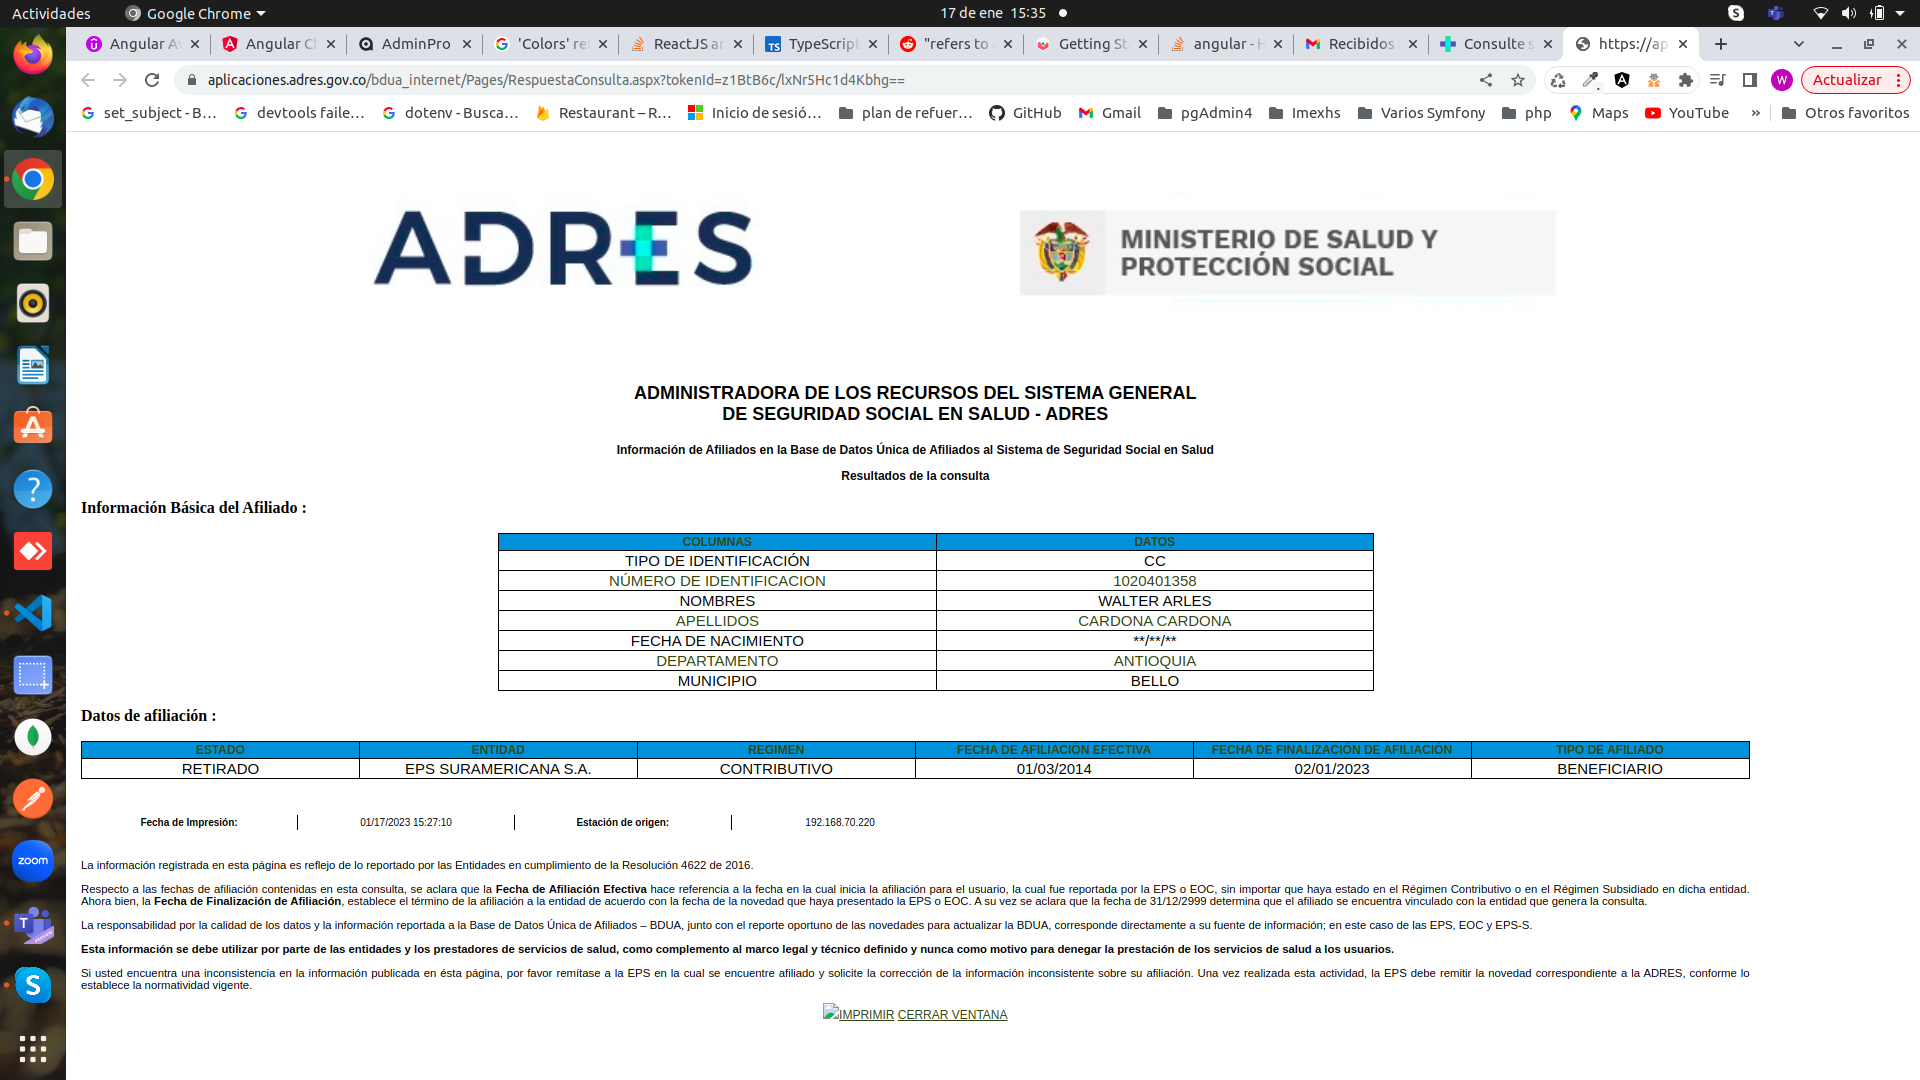 Actividades
Google Chrome
17 de ene 15:35
Angular Av
Angular Ch
AdminPro
'Colors' re
ReactJS an
TypeScript
"refers to a
Getting Sta
angular - H
Recibidos
Consulte s
https://ap
aplicaciones.adres.gov.co/bdua_internet/Pages/RespuestaConsulta.aspx?tokenId=z1BtB6c/lxNr5Hc1d4Kbhg==
W
Actualizar
set_subject - B…
devtools faile…
dotenv - Busca…
Restaurant – R…
Inicio de sesió…
plan de refuer…
GitHub
Gmail
pgAdmin4
Imexhs
Varios Symfony
php
Maps
YouTube
»
Otros favoritos
ADRES
MINISTERIO DE SALUD Y
PROTECCIÓN SOCIAL
ADMINISTRADORA DE LOS RECURSOS DEL SISTEMA GENERAL
DE SEGURIDAD SOCIAL EN SALUD - ADRES
Información de Afiliados en la Base de Datos Única de Afiliados al Sistema de Seguridad Social en Salud
Resultados de la consulta
Información Básica del Afiliado :
COLUMNAS DATOS
TIPO DE IDENTIFICACIÓN CC
NÚMERO DE IDENTIFICACION 1020401358
NOMBRES WALTER ARLES
APELLIDOS CARDONA CARDONA
FECHA DE NACIMIENTO **/**/**
DEPARTAMENTO ANTIOQUIA
MUNICIPIO BELLO
Datos de afiliación :
ESTADO ENTIDAD REGIMEN FECHA DE AFILIACIÓN EFECTIVA FECHA DE FINALIZACIÓN DE AFILIACIÓN TIPO DE AFILIADO
RETIRADO EPS SURAMERICANA S.A. CONTRIBUTIVO 01/03/2014 02/01/2023 BENEFICIARIO
Fecha de Impresión: 01/17/2023 15:27:10 Estación de origen: 192.168.70.220
La información registrada en esta página es reflejo de lo reportado por las Entidades en cumplimiento de la Resolución 4622 de 2016.
Respecto a las fechas de afiliación contenidas en esta consulta, se aclara que la Fecha de Afiliación Efectiva hace referencia a la fecha en la cual inicia la afiliación para el usuario, la cual fue reportada por la EPS o EOC, sin importar que haya estado en el Régimen Contributivo o en el Régimen Subsidiado en dicha entidad.
Ahora bien, la Fecha de Finalización de Afiliación, establece el término de la afiliación a la entidad de acuerdo con la fecha de la novedad que haya presentado la EPS o EOC. A su vez se aclara que la fecha de 31/12/2999 determina que el afiliado se encuentra vinculado con la entidad que genera la consulta.
La responsabilidad por la calidad de los datos y la información reportada a la Base de Datos Única de Afiliados – BDUA, junto con el reporte oportuno de las novedades para actualizar la BDUA, corresponde directamente a su fuente de información; en este caso de las EPS, EOC y EPS-S.
Esta información se debe utilizar por parte de las entidades y los prestadores de servicios de salud, como complemento al marco legal y técnico definido y nunca como motivo para denegar la prestación de los servicios de salud a los usuarios.
Si usted encuentra una inconsistencia en la información publicada en ésta página, por favor remítase a la EPS en la cual se encuentre afiliado y solicite la corrección de la información inconsistente sobre su afiliación. Una vez realizada esta actividad, la EPS debe remitir la novedad correspondiente a la ADRES, conforme lo
establece la normatividad vigente.
IMPRIMIR CERRAR VENTANA
zoom